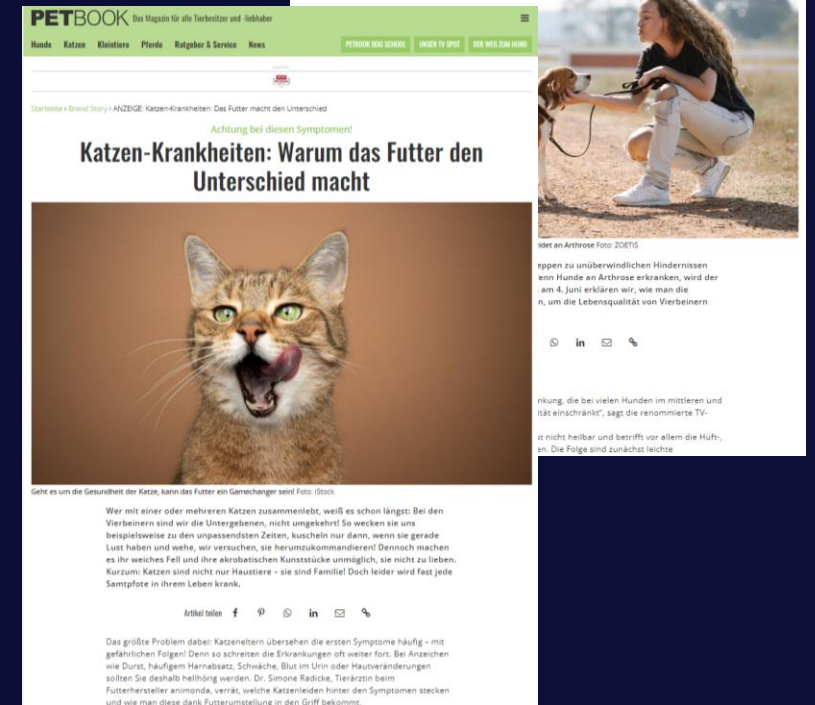 PETBOOK Das Magazin für alle Tierbesitzer und -liebhaber
Hunde Katzen Kleintiere Pferde Ratgeber & Service News
PETBOOK DOG SCHOOL UNSER TV SPOT DER WEG ZUM HUND
Startseite › Brand Story › ANZEIGE: Katzen-Krankheiten: Das Futter macht den Unterschied
Achtung bei diesen Symptomen!
Katzen-Krankheiten: Warum das Futter den
Unterschied macht
Geht es um die Gesundheit der Katze, kann das Futter ein Gamechanger sein! Foto: iStock
Wer mit einer oder mehreren Katzen zusammenlebt, weiß es schon längst: Bei den
Vierbeinern sind wir die Untergebenen, nicht umgekehrt! So wecken sie uns
beispielsweise zu den unpassendsten Zeiten, kuscheln nur dann, wenn sie gerade
Lust haben und wehe, wir versuchen, sie herumzukommandieren! Dennoch machen
es ihr weiches Fell und ihre akrobatischen Kunststücke unmöglich, sie nicht zu lieben.
Kurzum: Katzen sind nicht nur Haustiere – sie sind Familie! Doch leider wird fast jede
Samtpfote in ihrem Leben krank.
Artikel teilen
Das größte Problem dabei: Katzeneltern übersehen die ersten Symptome häufig – mit
gefährlichen Folgen! Denn so schreiten die Erkrankungen oft weiter fort. Bei Anzeichen
wie Durst, häufigem Harnabsatz, Schwäche, Blut im Urin oder Hautveränderungen
sollten Sie deshalb hellhörig werden. Dr. Simone Radicke, Tierärztin beim
Futterhersteller animonda, verrät, welche Katzenleiden hinter den Symptomen stecken
und wie man diese dank Futterumstellung in den Griff bekommt.
idet an Arthrose Foto: ZOETIS
eppen zu unüberwindlichen Hindernissen
enn Hunde an Arthrose erkranken, wird der
am 4. Juni erklären wir, wie man die
n, um die Lebensqualität von Vierbeinern
nkung, die bei vielen Hunden im mittleren und
ität einschränkt", sagt die renommierte TV-
st nicht heilbar und betrifft vor allem die Hüft-,
en. Die Folge sind zunächst leichte